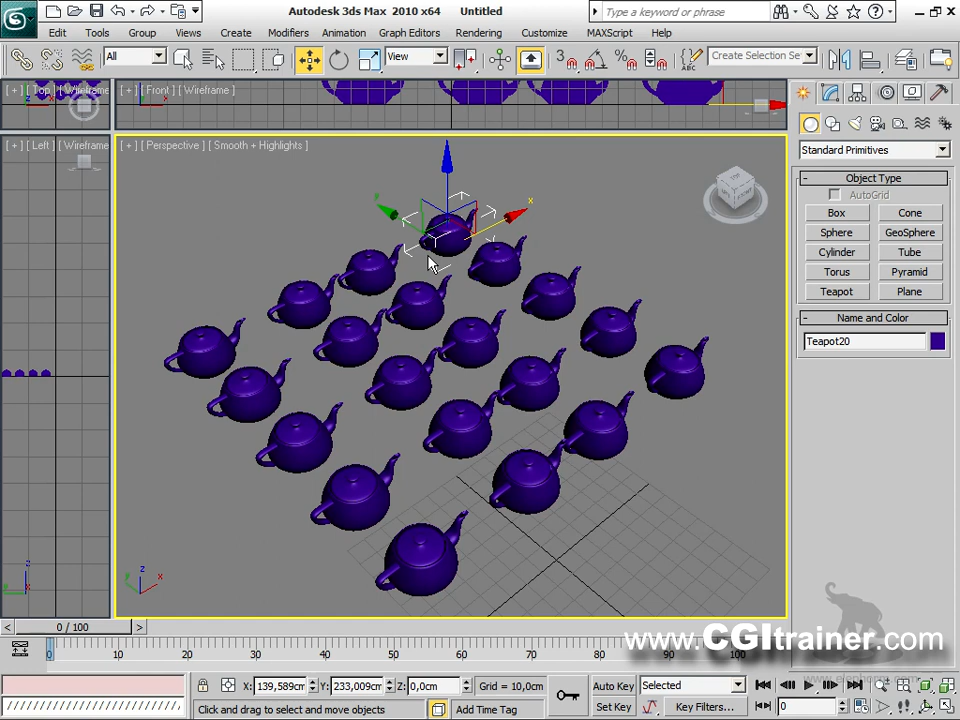 Autodesk 3ds Max 2010 x64 Untitled
Type a keyword or phrase
Edit Tools Group Views Create Modifiers Animation Graph Editors Rendering Customize MAXScript Help
All View 3 Create Selection Se
[ + ] [ Top ] [ Wirefram [ + ] [ Front ] [ Wireframe ]
[ + ] [ Left ] [ Wirefram [ + ] [ Perspective ] [ Smooth + Highlights ]
Standard Primitives
- Object Type
AutoGrid
Box Cone
Sphere GeoSphere
Cylinder Tube
Torus Pyramid
Teapot Plane
- Name and Color
Teapot20
TOP
z
y x
< 0 / 100 >
0 10 20 30 40 50 60 70 80 90 100
www.CGItrainer.com
X: 139,589cm Y: 233,009cm Z: 0,0cm Grid = 10,0cm
Auto Key Selected
Click and drag to select and move objects Add Time Tag
Set Key Key Filters... 0